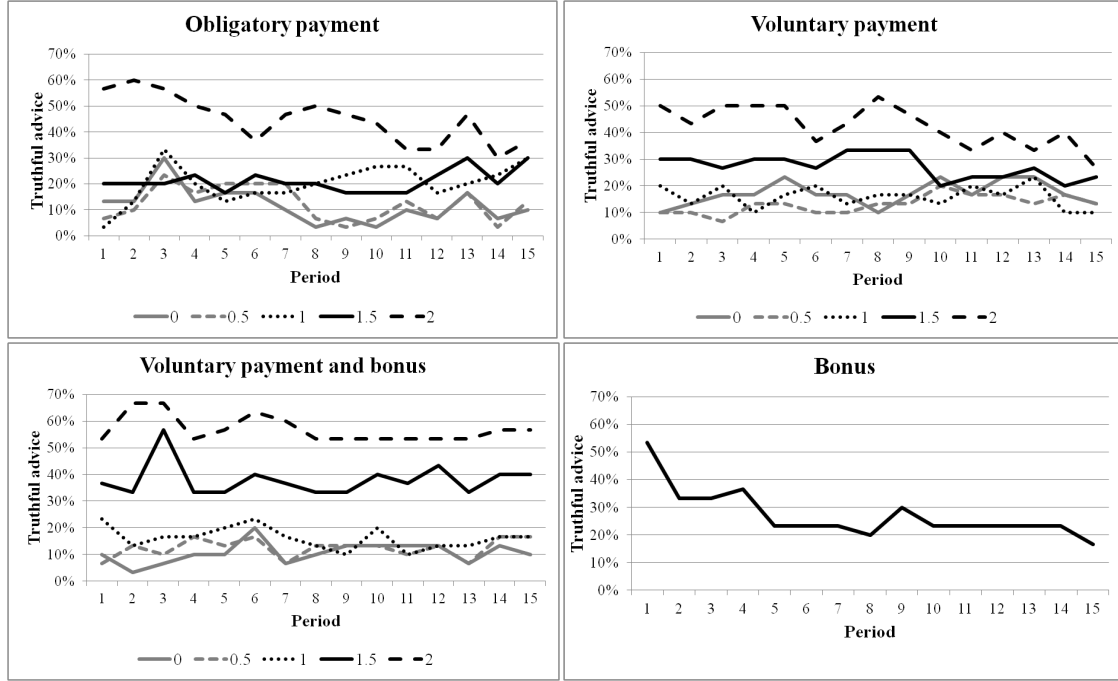 Obligatory payment
Truthful advice
70%
60%
50%
40%
30%
20%
10%
0%
1 2 3 4 5 6 7 8 9 10 11 12 13 14 15
Period
0 0.5 1 1.5 2
Voluntary payment
Truthful advice
70%
60%
50%
40%
30%
20%
10%
0%
1 2 3 4 5 6 7 8 9 10 11 12 13 14 15
Period
0 0.5 1 1.5 2
Voluntary payment and bonus
Truthful advice
70%
60%
50%
40%
30%
20%
10%
0%
1 2 3 4 5 6 7 8 9 10 11 12 13 14 15
Period
0 0.5 1 1.5 2
Bonus
Truthful advice
70%
60%
50%
40%
30%
20%
10%
0%
1 2 3 4 5 6 7 8 9 10 11 12 13 14 15
Period